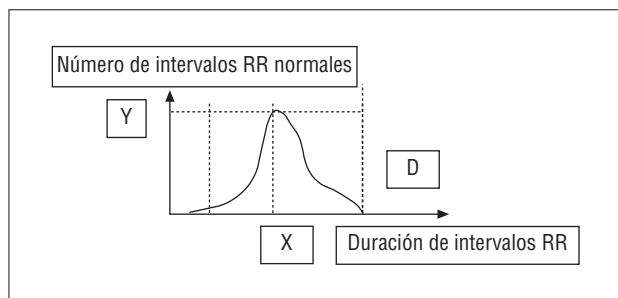 Número de intervalos RR normales
Y
D
X
Duración de intervalos RR